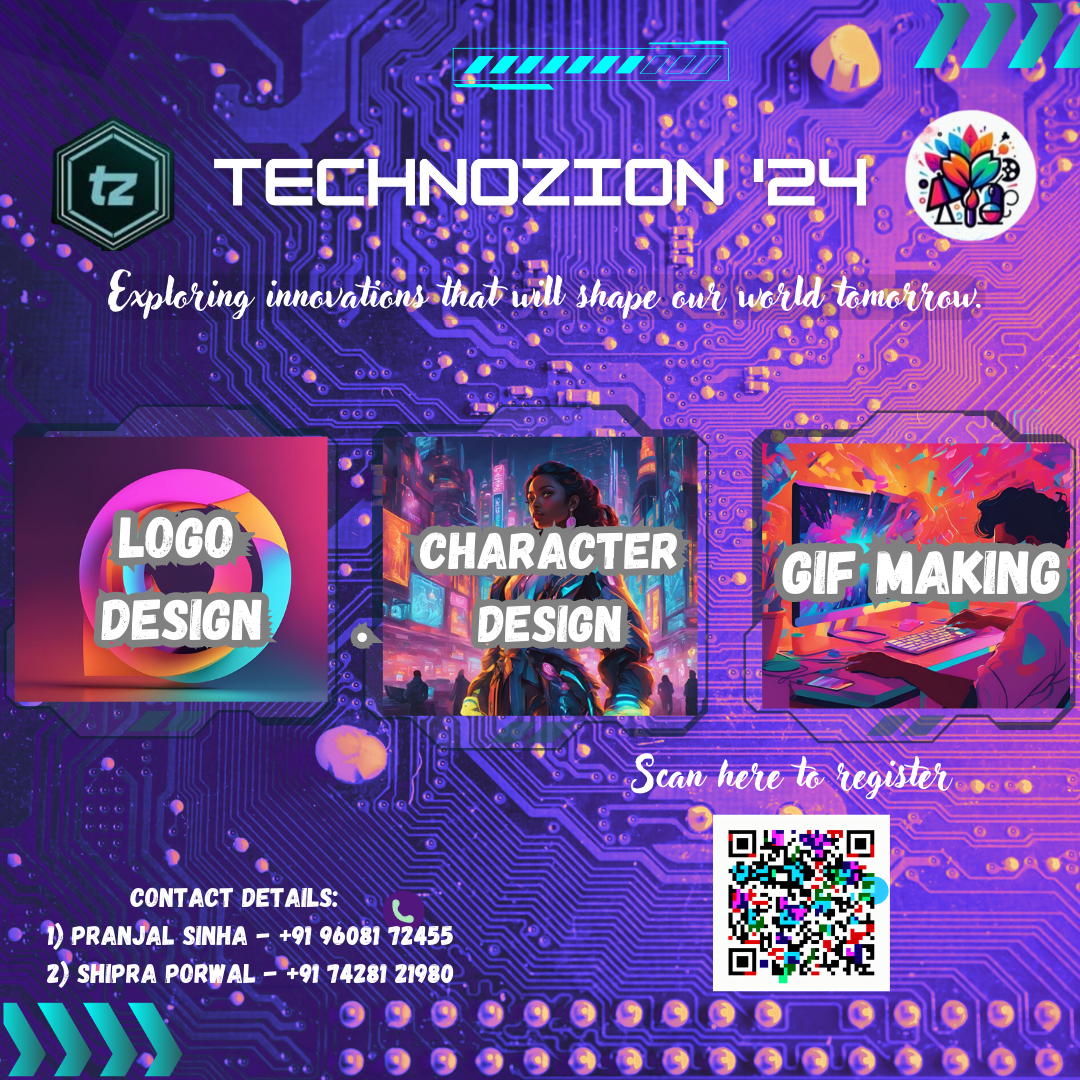 tz
TECHNOZION '24
Exploring innovations that will shape our world tomorrow.
LOGO
DESIGN
CHARACTER
DESIGN
GIF MAKING
Scan here to register
CONTACT DETAILS:
1) PRANJAL SINHA - +91 96081 72455
2) SHIPRA PORWAL - +91 74281 21980